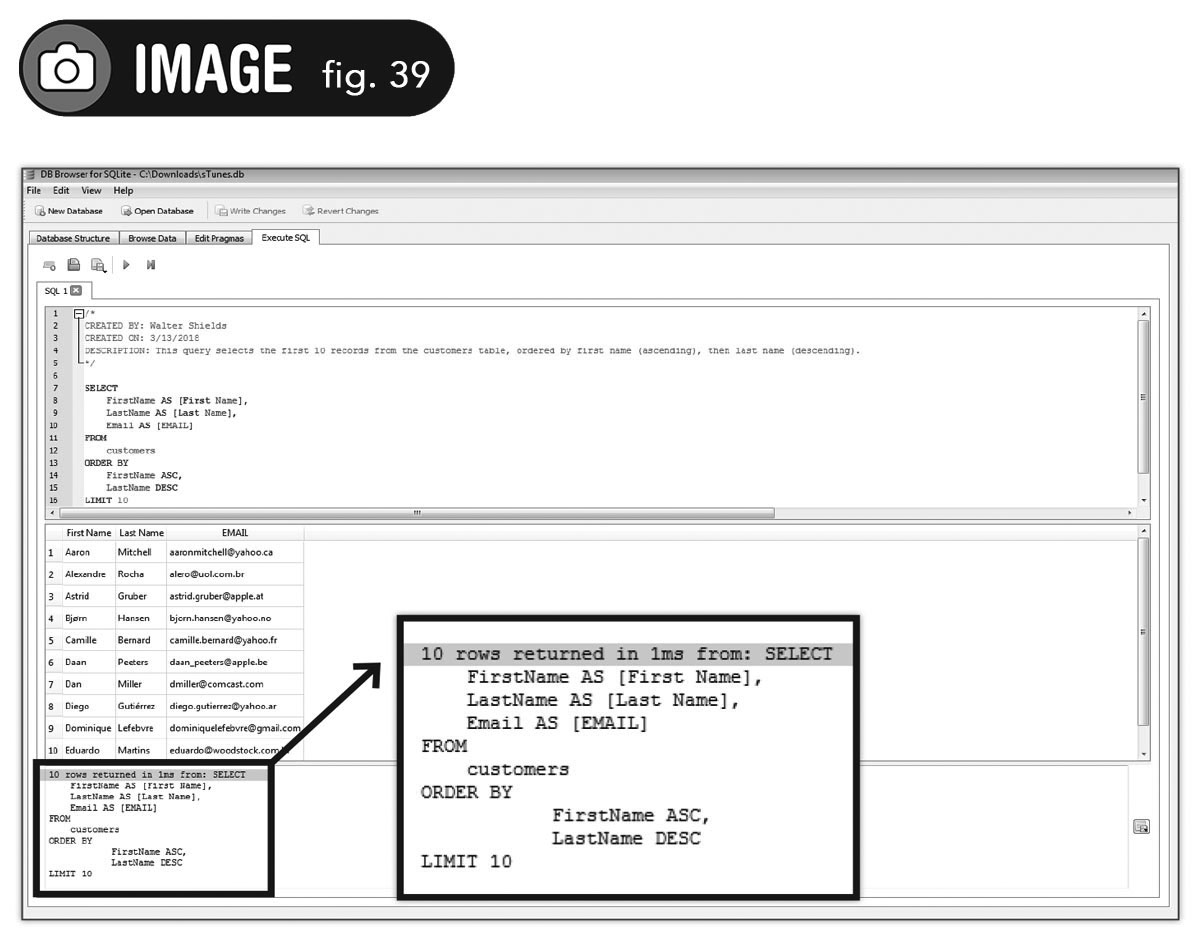 IMAGE fig. 39
DB Browser for SQLite - C:\Downloads\sTunes.db
File Edit View Help
New Database Open Database Write Changes Revert Changes
Database Structure Browse Data Edit Pragmas Execute SQL
SQL 1
1 /*
2 CREATED BY: Walter Shields
3 CREATED ON: 3/13/2018
4 DESCRIPTION: This query selects the first 10 records from the customers table, ordered by first name (ascending), then last name (descending).
5 */
6
7 SELECT
8 FirstName AS [First Name],
9 LastName AS [Last Name],
10 Email AS [EMAIL]
11 FROM
12 customers
13 ORDER BY
14 FirstName ASC,
15 LastName DESC
16 LIMIT 10
First Name Last Name EMAIL
1 Aaron Mitchell aaronmitchell@yahoo.ca
2 Alexandre Rocha alero@uol.com.br
3 Astrid Gruber astrid.gruber@apple.at
4 Bjørn Hansen bjorn.hansen@yahoo.no
5 Camille Bernard camille.bernard@yahoo.fr
6 Daan Peeters daan_peeters@apple.be
7 Dan Miller dmiller@comcast.com
8 Diego Gutiérrez diego.gutierrez@yahoo.ar
9 Dominique Lefebvre dominiquelefebvre@gmail.com
10 Eduardo Martins eduardo@woodstock.com
10 rows returned in 1ms from: SELECT
FirstName AS [First Name],
LastName AS [Last Name],
Email AS [EMAIL]
FROM
customers
ORDER BY
FirstName ASC,
LastName DESC
LIMIT 10
10 rows returned in 1ms from: SELECT
FirstName AS [First Name],
LastName AS [Last Name],
Email AS [EMAIL]
FROM
customers
ORDER BY
FirstName ASC,
LastName DESC
LIMIT 10